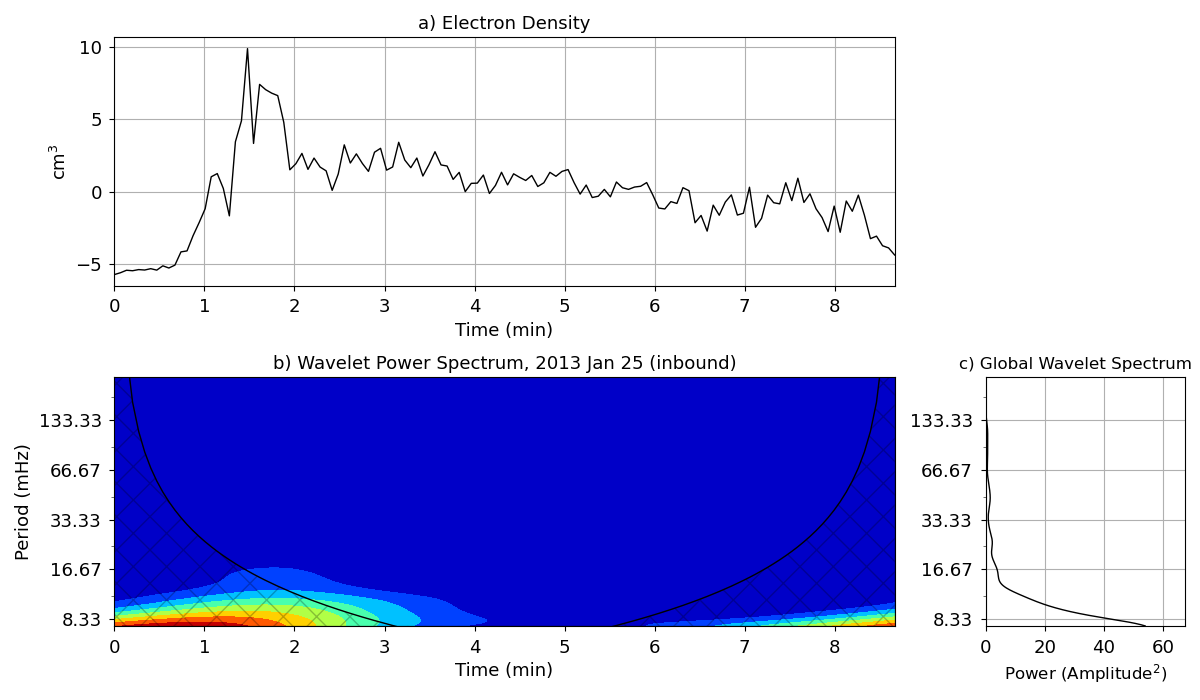 a) Electron Density
10
5
0
−5
cm³
0 1 2 3 4 5 6 7 8
Time (min)
b) Wavelet Power Spectrum, 2013 Jan 25 (inbound)
133.33
66.67
33.33
16.67
8.33
Period (mHz)
0 1 2 3 4 5 6 7 8
Time (min)
c) Global Wavelet Spectrum
133.33
66.67
33.33
16.67
8.33
0 20 40 60
Power (Amplitude²)